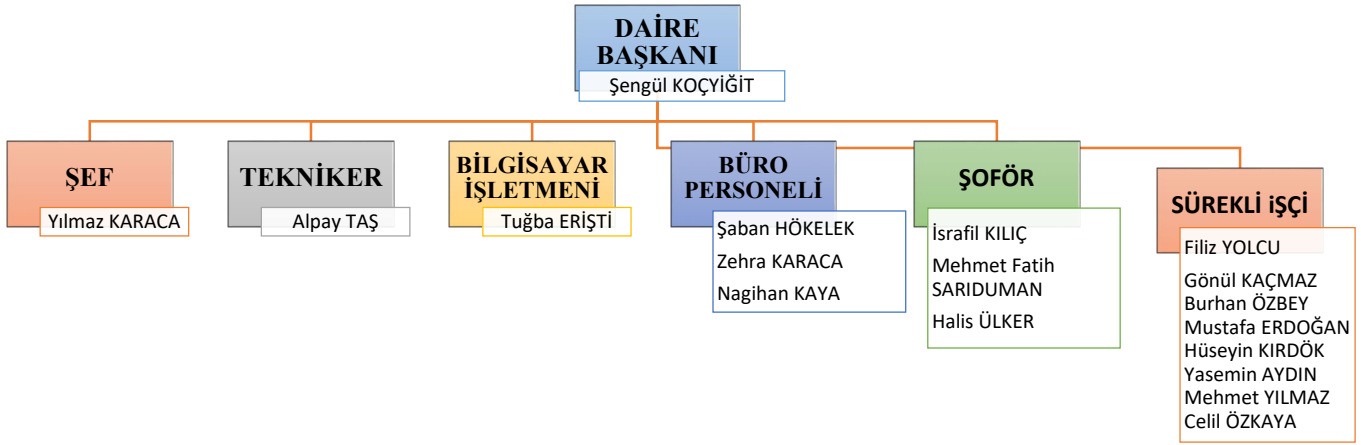 DAİRE
BAŞKANI
Şengül KOÇYİĞİT
ŞEF
Yılmaz KARACA
TEKNİKER
Alpay TAŞ
BİLGİSAYAR
İŞLETMENİ
Tuğba ERİŞTİ
BÜRO
PERSONELİ
Şaban HÖKELEK
Zehra KARACA
Nagihan KAYA
ŞOFÖR
İsrafil KILIÇ
Mehmet Fatih
SARIDUMAN
Halis ÜLKER
SÜREKLİ iŞÇİ
Filiz YOLCU
Gönül KAÇMAZ
Burhan ÖZBEY
Mustafa ERDOĞAN
Hüseyin KIRDÖK
Yasemin AYDIN
Mehmet YILMAZ
Celil ÖZKAYA